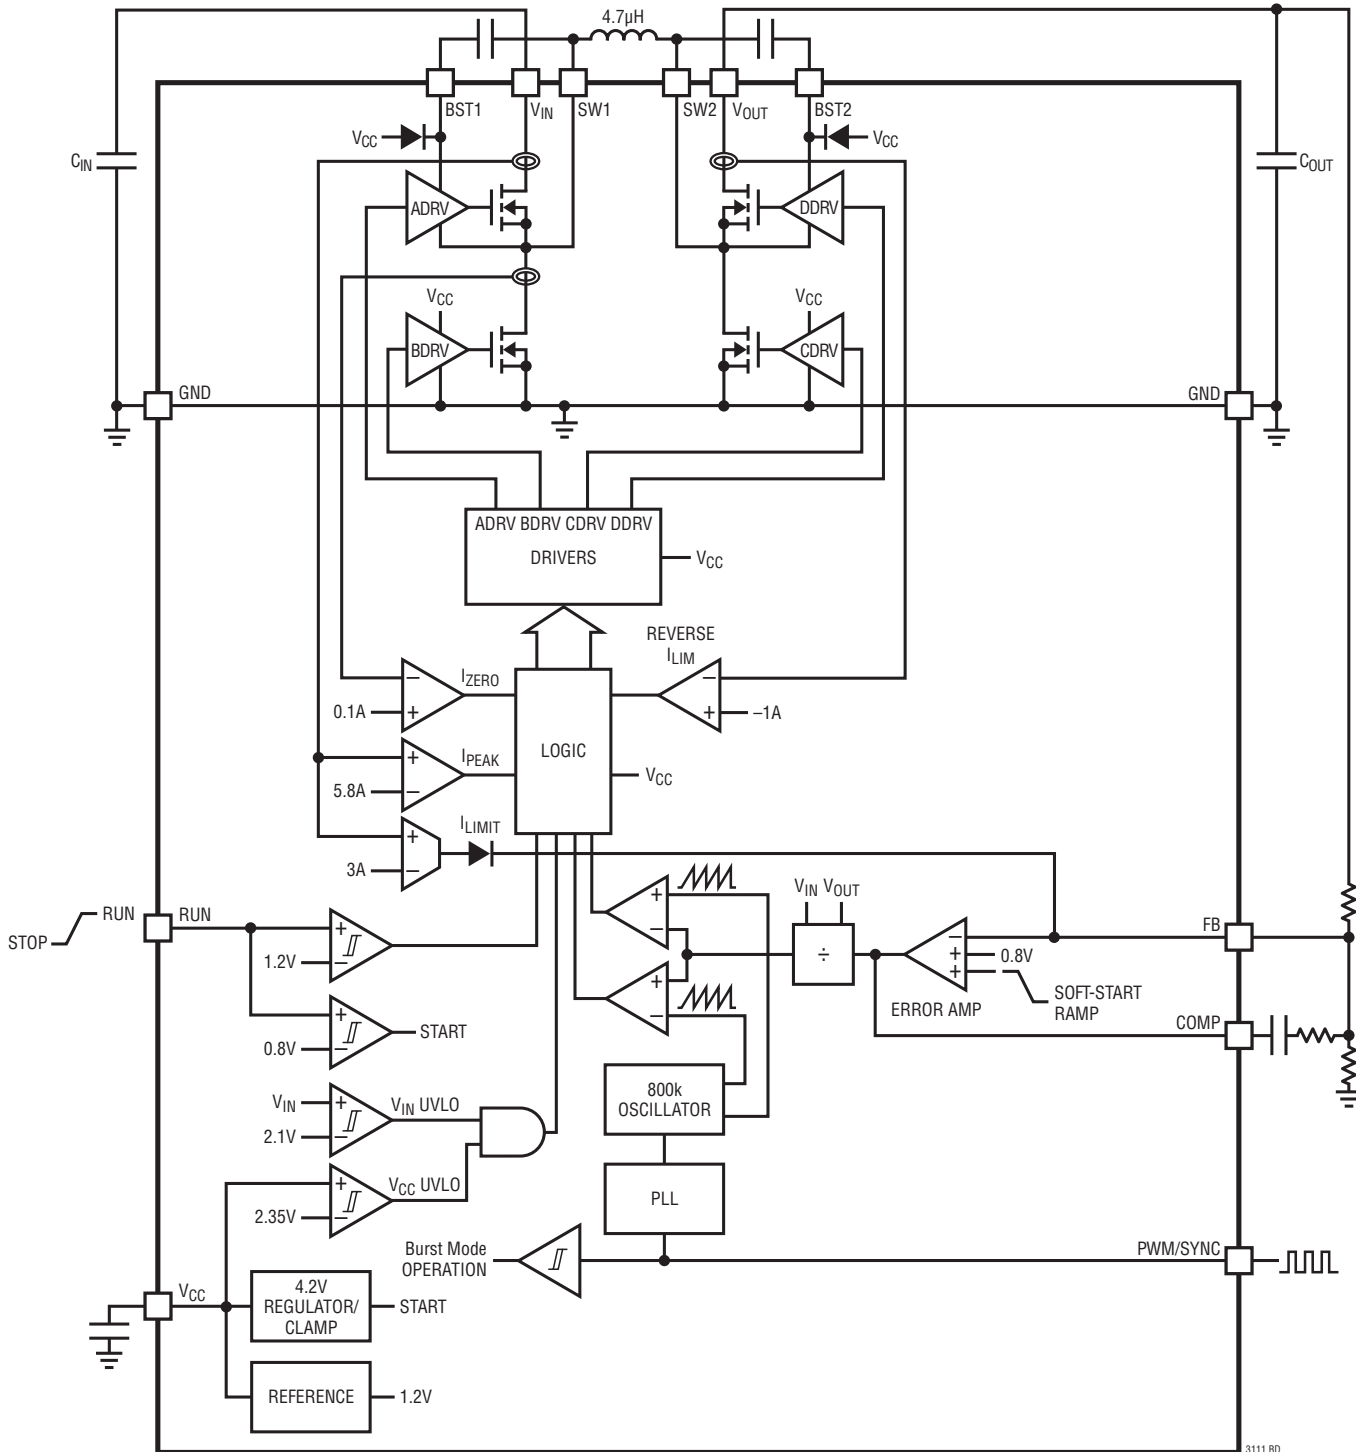 4.7µH
BST1
VIN
SW1
SW2
VOUT
BST2
VCC
VCC
CIN
COUT
ADRV
DDRV
VCC
VCC
BDRV
CDRV
GND
GND
ADRV BDRV CDRV DDRV
DRIVERS
VCC
REVERSE
ILIM
IZERO
–
–
0.1A
+
+
–1A
LOGIC
IPEAK
+
VCC
5.8A
–
ILIMIT
+
3A
–
VIN VOUT
+
RUN
RUN
FB
STOP
+
–
–
1.2V
–
÷
+
0.8V
+
+
ERROR AMP
SOFT-START
RAMP
–
COMP
+
START
0.8V
–
800k
OSCILLATOR
VIN
+
VIN UVLO
2.1V
–
VCC UVLO
+
PLL
2.35V
–
Burst Mode
OPERATION
PWM/SYNC
VCC
4.2V
REGULATOR/
CLAMP
START
REFERENCE
1.2V
3111 BD